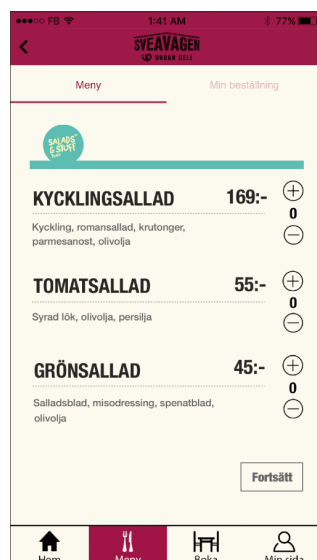 FB 1:41 AM 77%
SVEAVÄGEN
UD URBAN DELI
Meny Min beställning
SALADS
& STUFF
KYCKLINGSALLAD 169:-
0
Kyckling, romansallad, krutonger,
parmesanost, olivolja
TOMATSALLAD 55:-
0
Syrad lök, olivolja, persilja
GRÖNSALLAD 45:-
0
Salladsblad, misodressing, spenatblad,
olivolja
Fortsätt
Hem Meny Boka Min sida